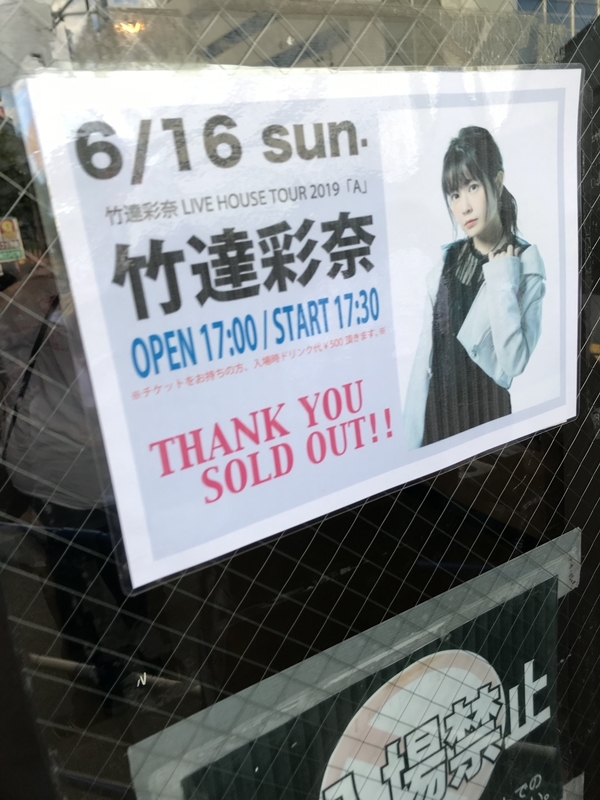 6/16 sun.
竹達彩奈 LIVE HOUSE TOUR 2019「A」
竹達彩奈
OPEN 17:00 / START 17:30
※チケットをお持ちの方、入場時ドリンク代¥500頂きます。※
THANK YOU
SOLD OUT!!
場禁止
での